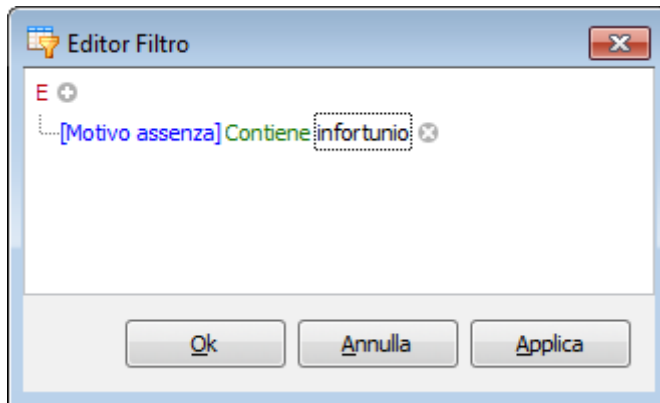 Editor Filtro
E
[Motivo assenza] Contiene infortunio
Ok Annulla Applica